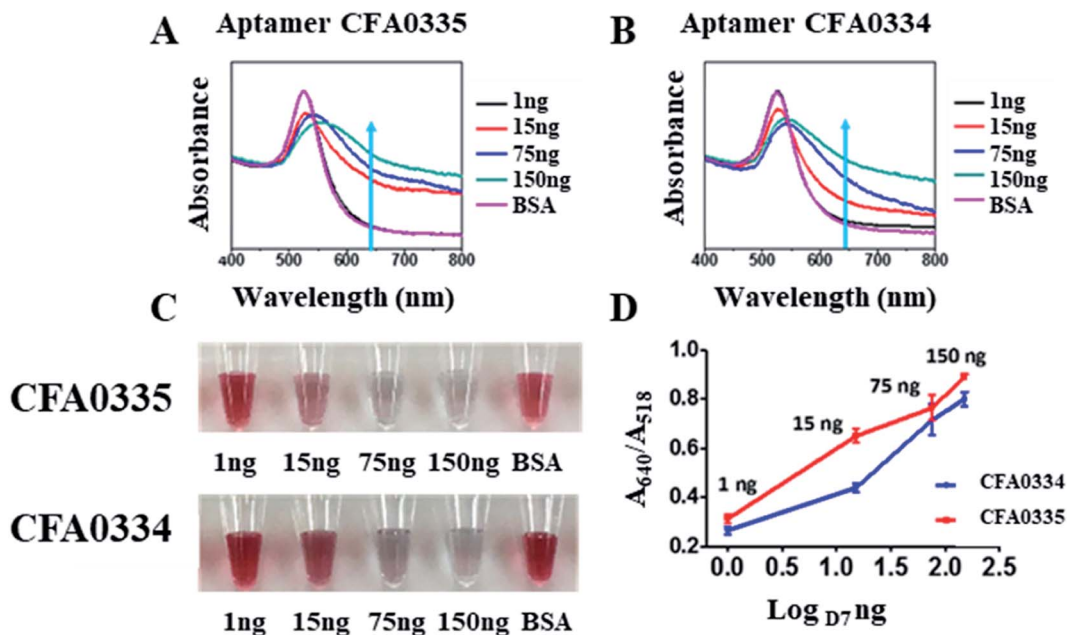 A Aptamer CFA0335
B Aptamer CFA0334
Absorbance
1ng
15ng
75ng
150ng
BSA
400 500 600 700 800
Wavelength (nm)
Absorbance
1ng
15ng
75ng
150ng
BSA
400 500 600 700 800
Wavelength (nm)
C
CFA0335
1ng 15ng 75ng 150ng BSA
CFA0334
1ng 15ng 75ng 150ng BSA
D
A640/A518
1.0
0.8
0.6
0.4
0.2
150 ng
75 ng
15 ng
1 ng
CFA0334
CFA0335
0.0 0.5 1.0 1.5 2.0 2.5
Log D7 ng